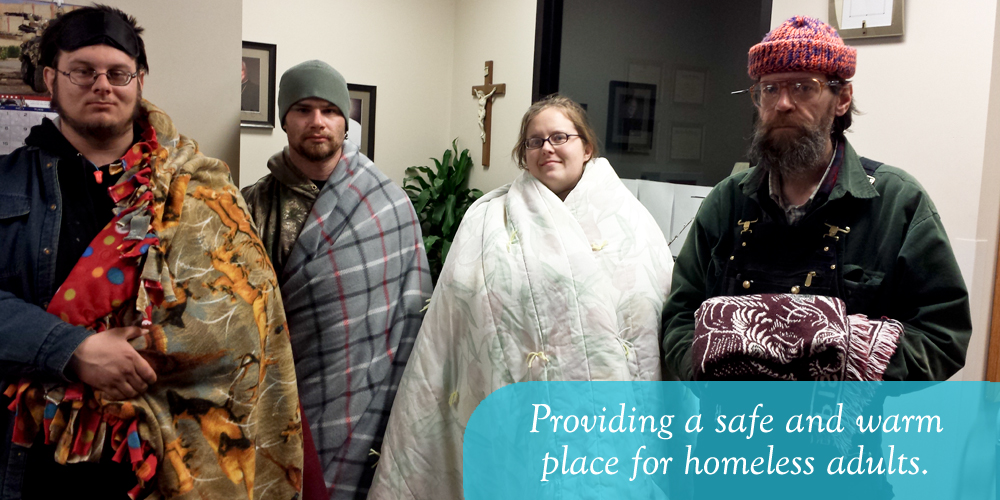 Providing a safe and warm
place for homeless adults.